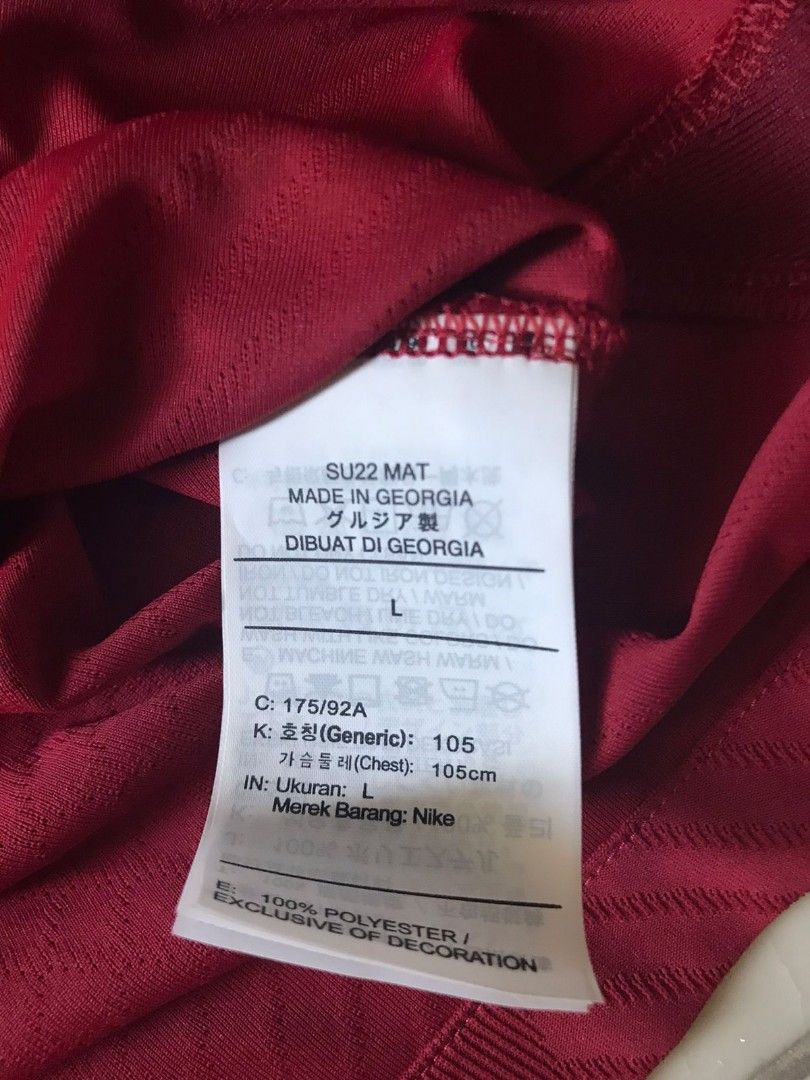 SU22 MAT
MADE IN GEORGIA
グルジア製
DIBUAT DI GEORGIA
L
C: 175/92A
K: 호칭(Generic): 105
가슴둘레(Chest): 105cm
IN: Ukuran: L
Merek Barang: Nike
E: 100% POLYESTER /
EXCLUSIVE OF DECORATION